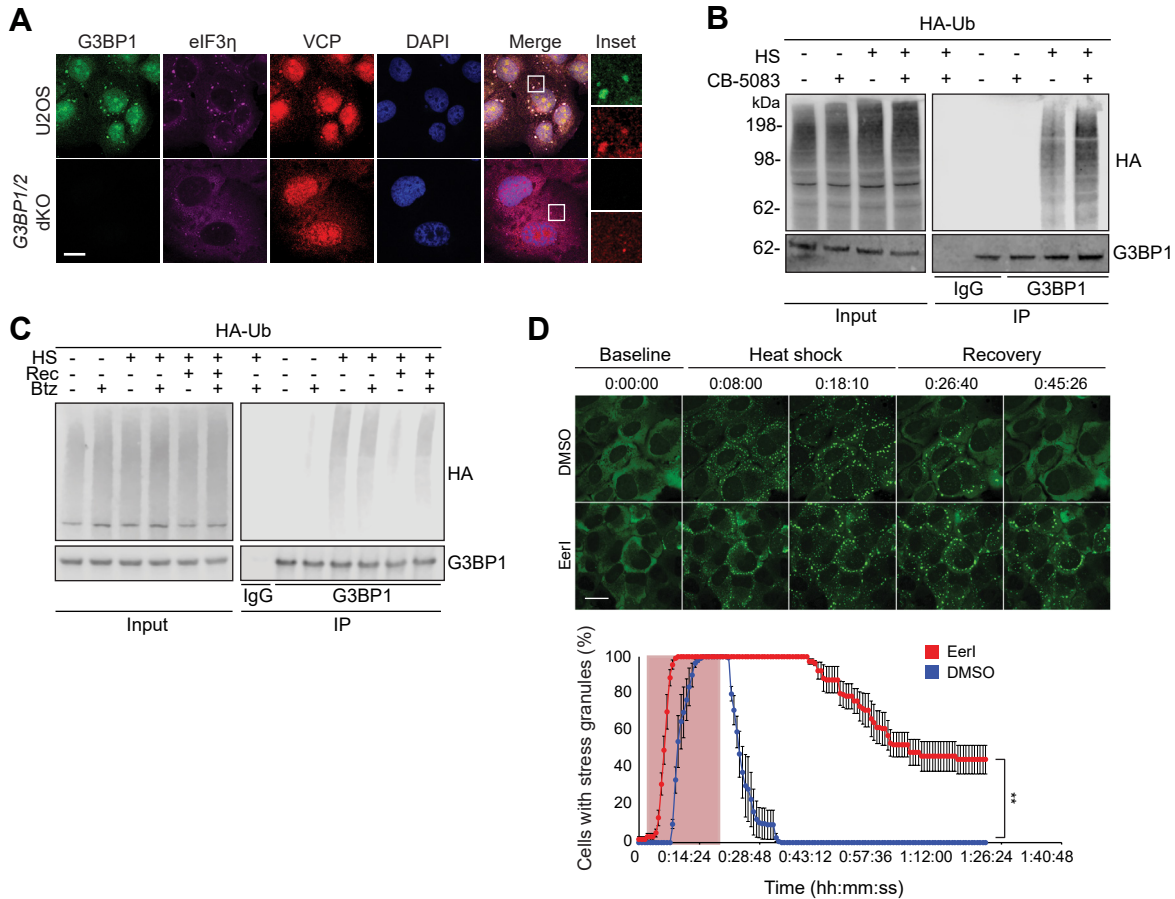 A
G3BP1 eIF3η VCP DAPI Merge Inset
U2OS
G3BP1/2
dKO
B
HA-Ub
HS - - + + + - - + +
CB-5083 - + - + + - + - +
kDa
198-
98-
62-
62-
HA
G3BP1
IgG G3BP1
Input IP
C
HA-Ub
HS - - + + + + + - - + + + +
Rec - - - - + + + - - - - + +
Btz - + - + - + + - + - + - +
HA
G3BP1
IgG G3BP1
Input IP
D
Baseline Heat shock Recovery
0:00:00 0:08:00 0:18:10 0:26:40 0:45:26
DMSO
EerI
Cells with stress granules (%)
100
80
60
40
20
0
EerI
DMSO
**
0 0:14:24 0:28:48 0:43:12 0:57:36 1:12:00 1:26:24 1:40:48
Time (hh:mm:ss)